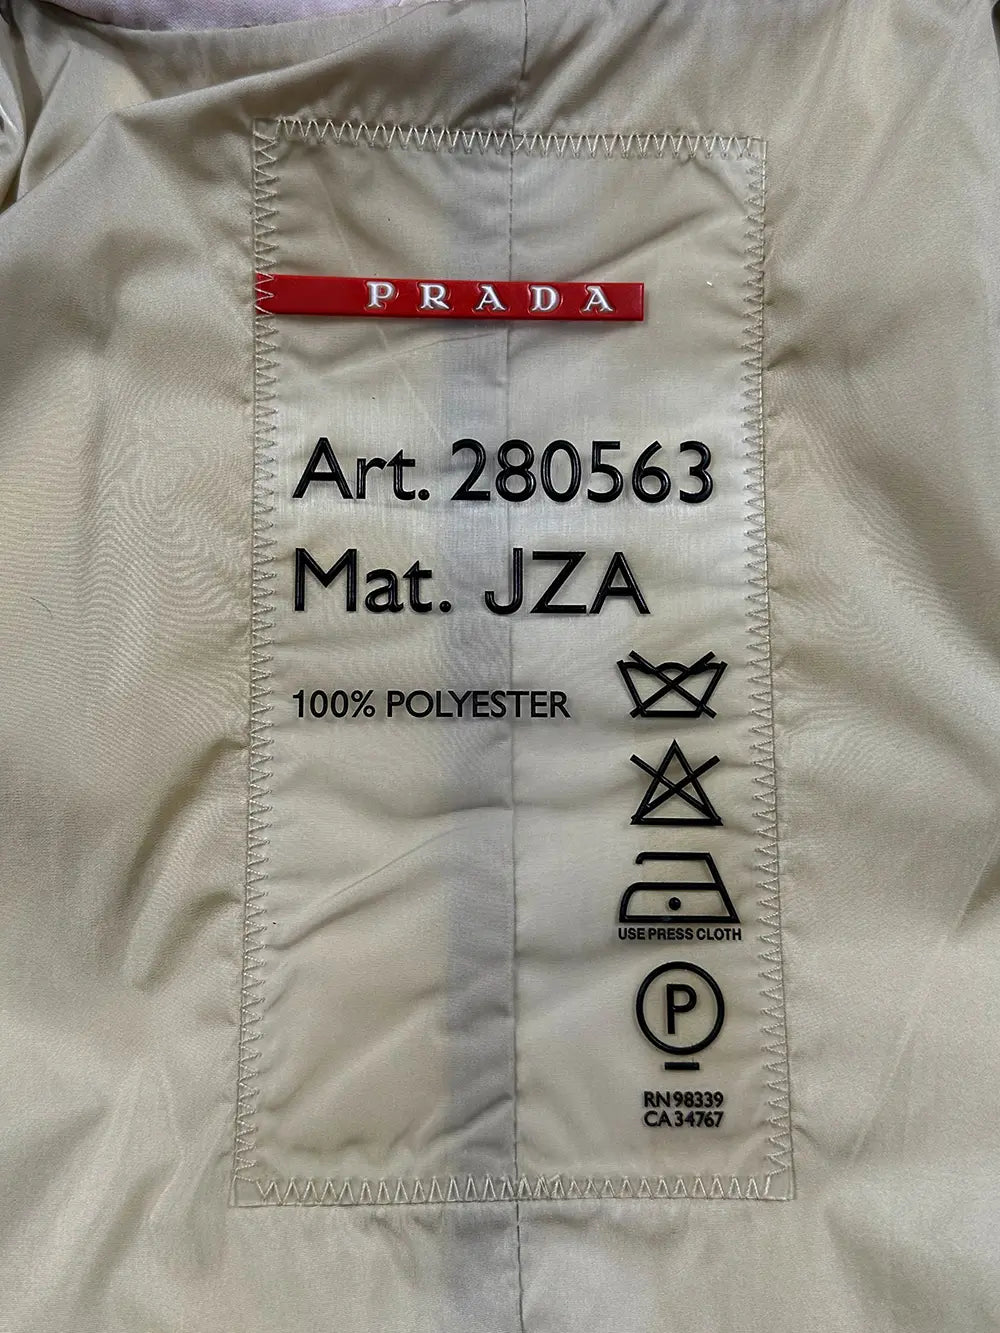 PRADA
Art. 280563
Mat. JZA
100% POLYESTER
USE PRESS CLOTH
P
RN 98339
CA 34767